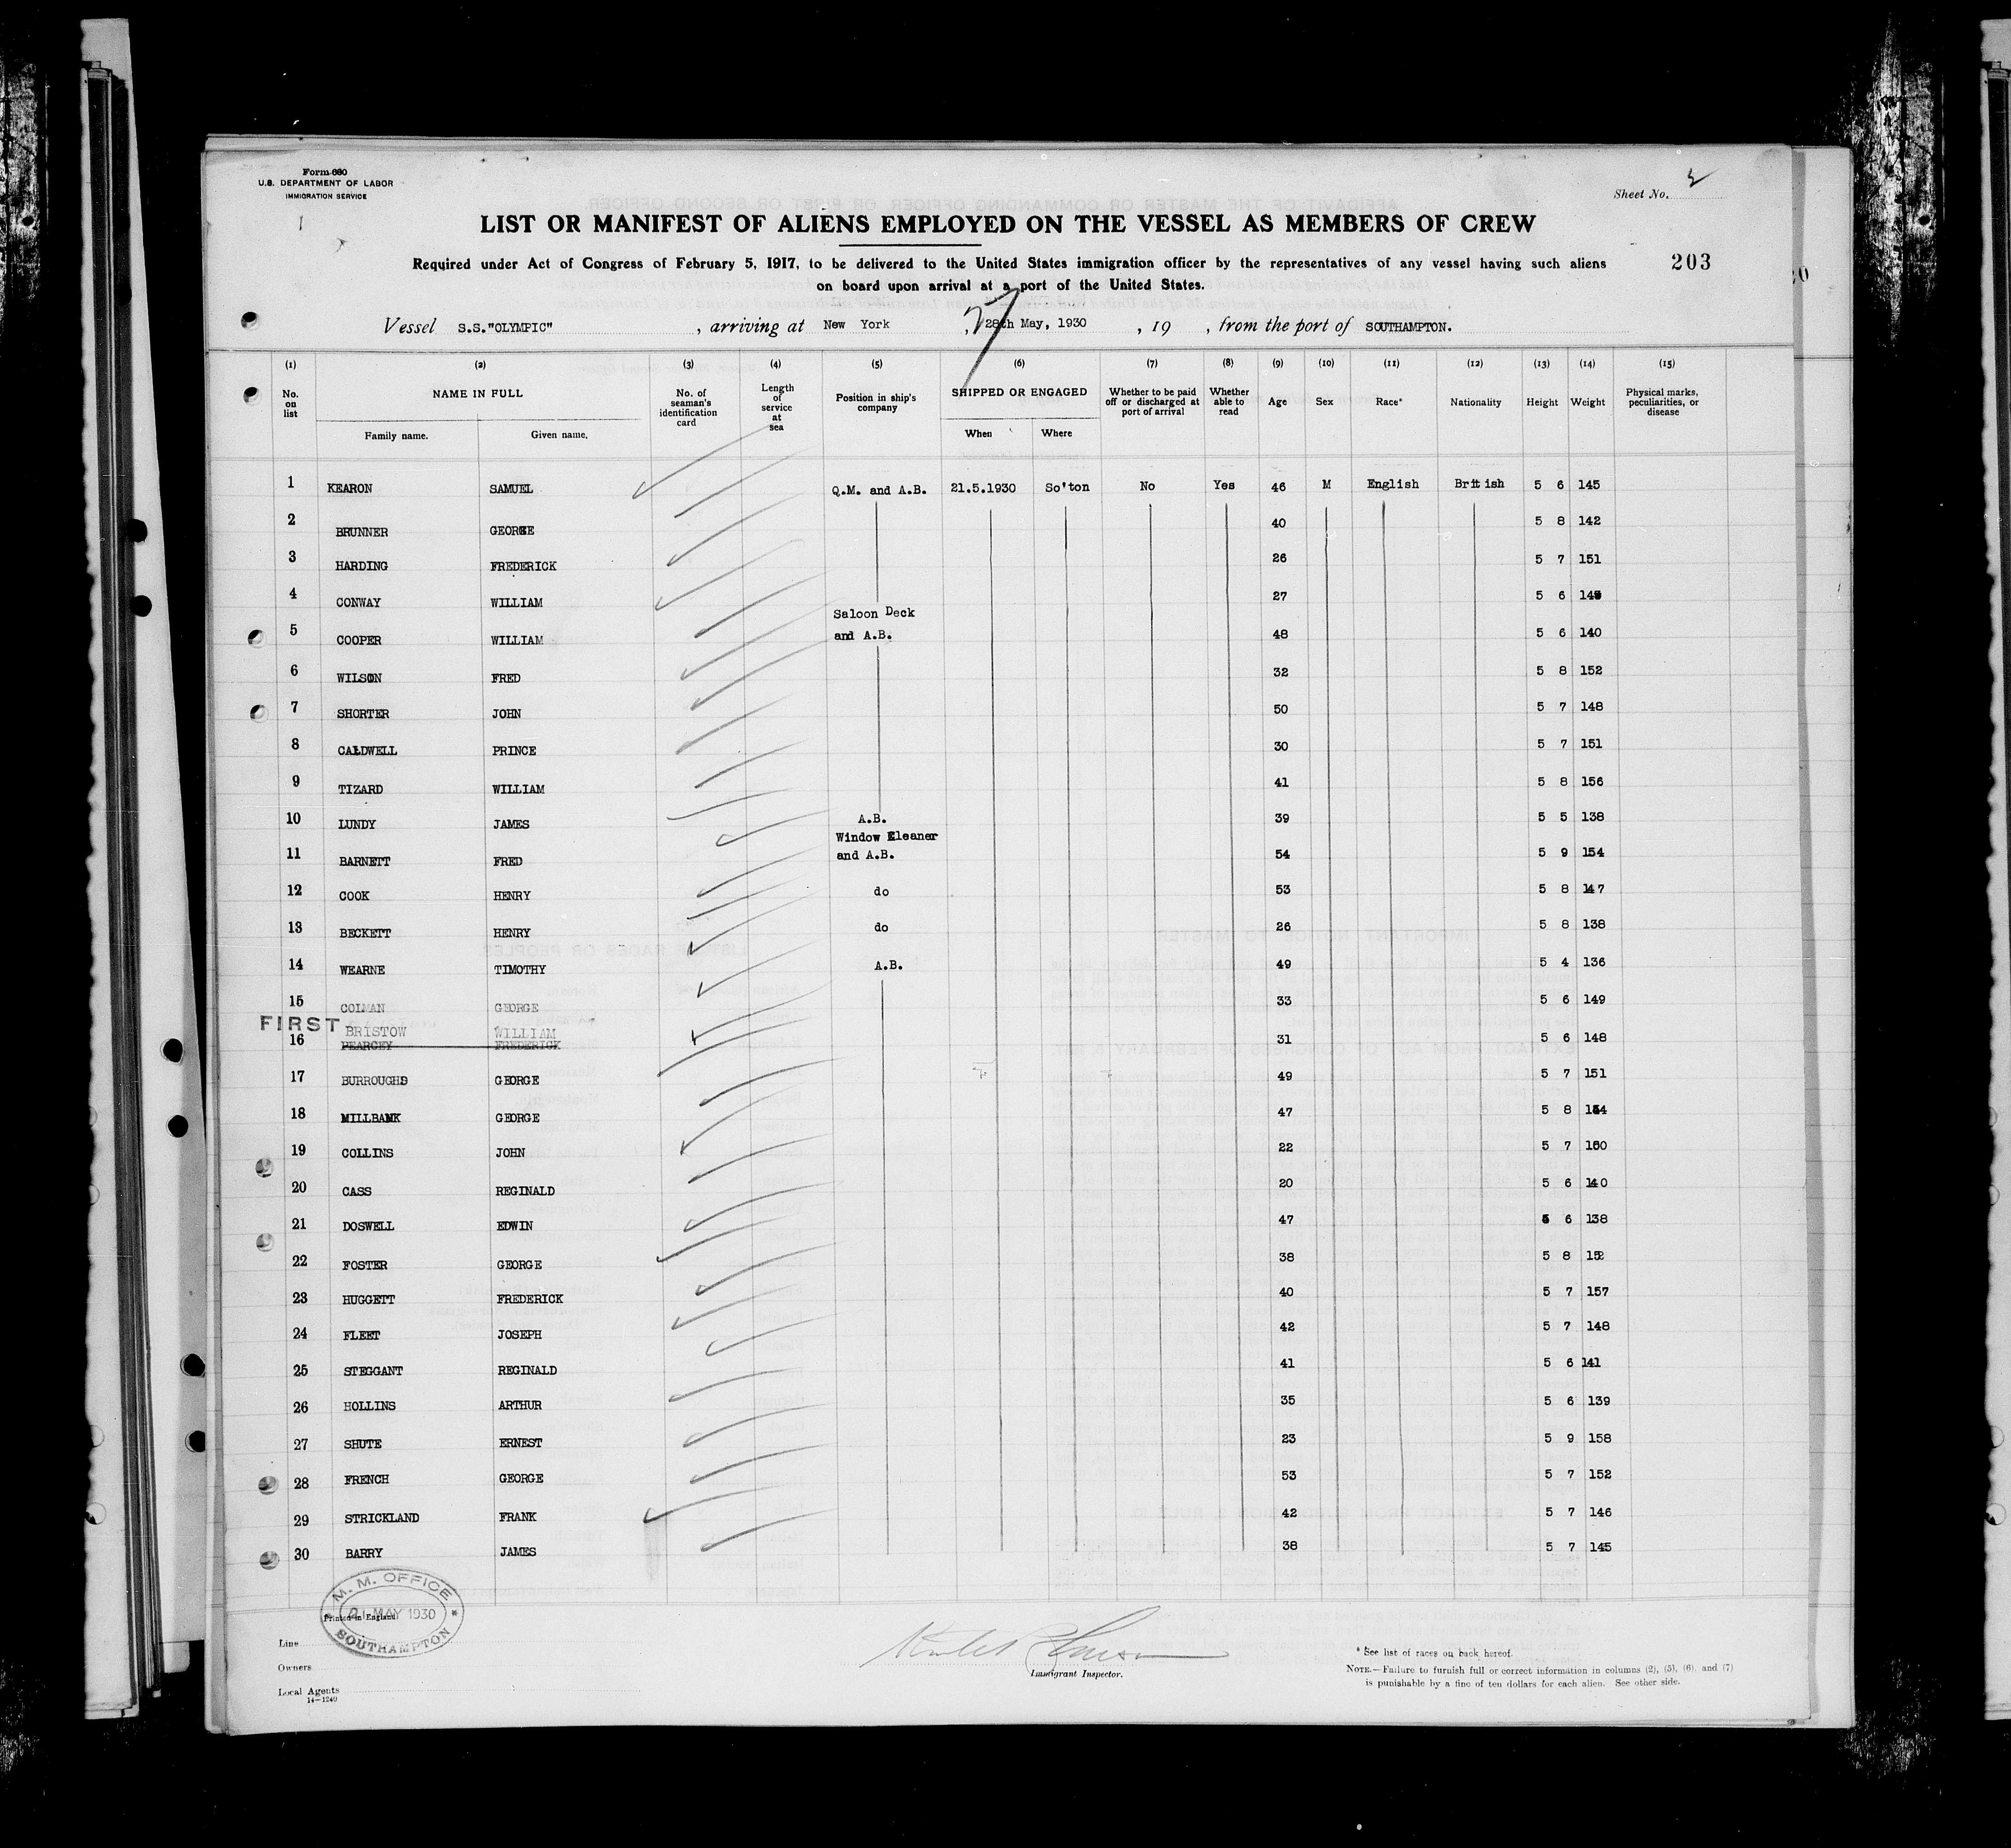 Form 680
U.S. DEPARTMENT OF LABOR
IMMIGRATION SERVICE
Sheet No. 2
LIST OR MANIFEST OF ALIENS EMPLOYED ON THE VESSEL AS MEMBERS OF CREW
Required under Act of Congress of February 5, 1917, to be delivered to the United States immigration officer by the representatives of any vessel having such aliens
on board upon arrival at a port of the United States.
203
Vessel S.S."OLYMPIC", arriving at New York, 28th May, 1930, 19 , from the port of SOUTHAMPTON.
27
(1) (2) (3) (4) (5) (6) (7) (8) (9) (10) (11) (12) (13) (14) (15)
No. on list NAME IN FULL Family name. Given name. No. of seaman's identification card Length of service at sea Position in ship's company SHIPPED OR ENGAGED When Where Whether to be paid off or discharged at port of arrival Whether able to read Age Sex Race* Nationality Height Weight Physical marks, peculiarities, or disease
1 KEARON SAMUEL Q.M. and A.B. 21.5.1930 So'ton No Yes 46 M English British 5 6 145
2 BRUNNER GEORGE 40 5 8 142
3 HARDING FREDERICK 26 5 7 151
4 CONWAY WILLIAM 27 5 6
Saloon Deck
5 COOPER WILLIAM and A.B. 48 5 6 140
6 WILSON FRED 32 5 8 152
7 SHORTER JOHN 50 5 7 148
8 CALDWELL PRINCE 30 5 7 151
9 TIZARD WILLIAM 41 5 8 156
10 LUNDY JAMES A.B. 39 5 5 138
Window Cleaner
11 BARNETT FRED and A.B. 54 5 9 154
12 COOK HENRY do 53 5 8 147
13 BECKETT HENRY do 26 5 8 138
14 WEARNE TIMOTHY A.B. 49 5 4 136
15 COLMAN GEORGE 33 5 6 149
FIRST BRISTOW WILLIAM
16 PEARCEY FREDERICK 31 5 6 148
17 BURROUGHS GEORGE 49 5 7 151
18 MILLBANK GEORGE 47 5 8
19 COLLINS JOHN 22 5 7
20 CASS REGINALD 20 5 6 140
21 DOSWELL EDWIN 47 5 6 138
22 FOSTER GEORGE 38 5 8 152
23 HUGGETT FREDERICK 40 5 7 157
24 FLEET JOSEPH 42 5 7 148
25 STEGGANT REGINALD 41 5 6 141
26 HOLLINS ARTHUR 35 5 6 139
27 SHUTE ERNEST 23 5 9 158
28 FRENCH GEORGE 53 5 7 152
29 STRICKLAND FRANK 42 5 7 146
30 BARRY JAMES 38 5 7 145
M. M. OFFICE
21 MAY 1930
SOUTHAMPTON
Printed in England
Line
Owners
Local Agents
14—1240
Immigrant Inspector.
* See list of races on back hereof.
NOTE.—Failure to furnish full or correct information in columns (2), (5), (6), and (7)
is punishable by a fine of ten dollars for each alien. See other side.